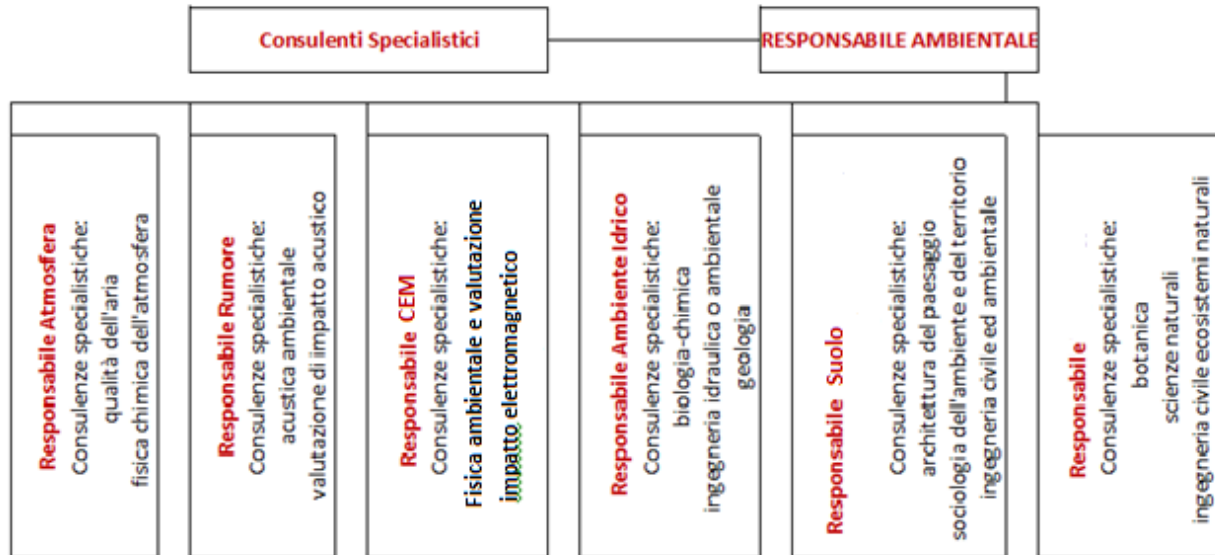 Consulenti Specialistici
RESPONSABILE AMBIENTALE
Responsabile Atmosfera
Consulenze specialistiche:
qualità dell'aria
fisica chimica dell'atmosfera
Responsabile Rumore
Consulenze specialistiche:
acustica ambientale
valutazione di impatto acustico
Responsabile CEM
Consulenze specialistiche:
Fisica ambientale e valutazione
impatto elettromagnetico
Responsabile Ambiente Idrico
Consulenze specialistiche:
biologia-chimica
ingegneria idraulica o ambientale
geologia
Responsabile Suolo
Consulenze specialistiche:
architettura del paesaggio
sociologia dell'ambiente e del territorio
ingegneria civile ed ambientale
Responsabile
Consulenze specialistiche:
botanica
scienze naturali
ingegneria civile ecosistemi naturali